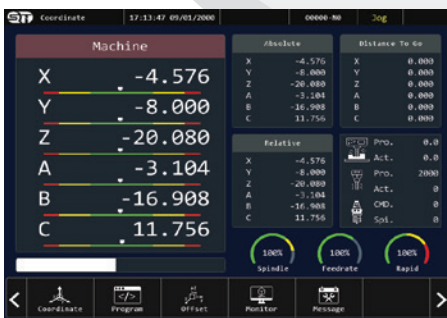 Coordinate 17:13:47 09/01/2000 O0000-N0 Jog
Machine
X -4.576
Y -8.000
Z -20.080
A -3.104
B -16.908
C 11.756
Absolute
X -4.576
Y -8.000
Z -20.080
A -3.104
B -16.908
C 11.756
Distance To Go
X 0.000
Y 0.000
Z 0.000
A 0.000
B 0.000
C 0.000
Relative
X -4.576
Y -8.000
Z -20.080
A -3.104
B -16.908
C 11.756
Pro. 0.0
Act. 0.0
Pro. 2000
Act. 0
CMD. 0
Spi. 0
100% 100% 100%
Spindle Feedrate Rapid
< Coordinate Program Offset Monitor Message >